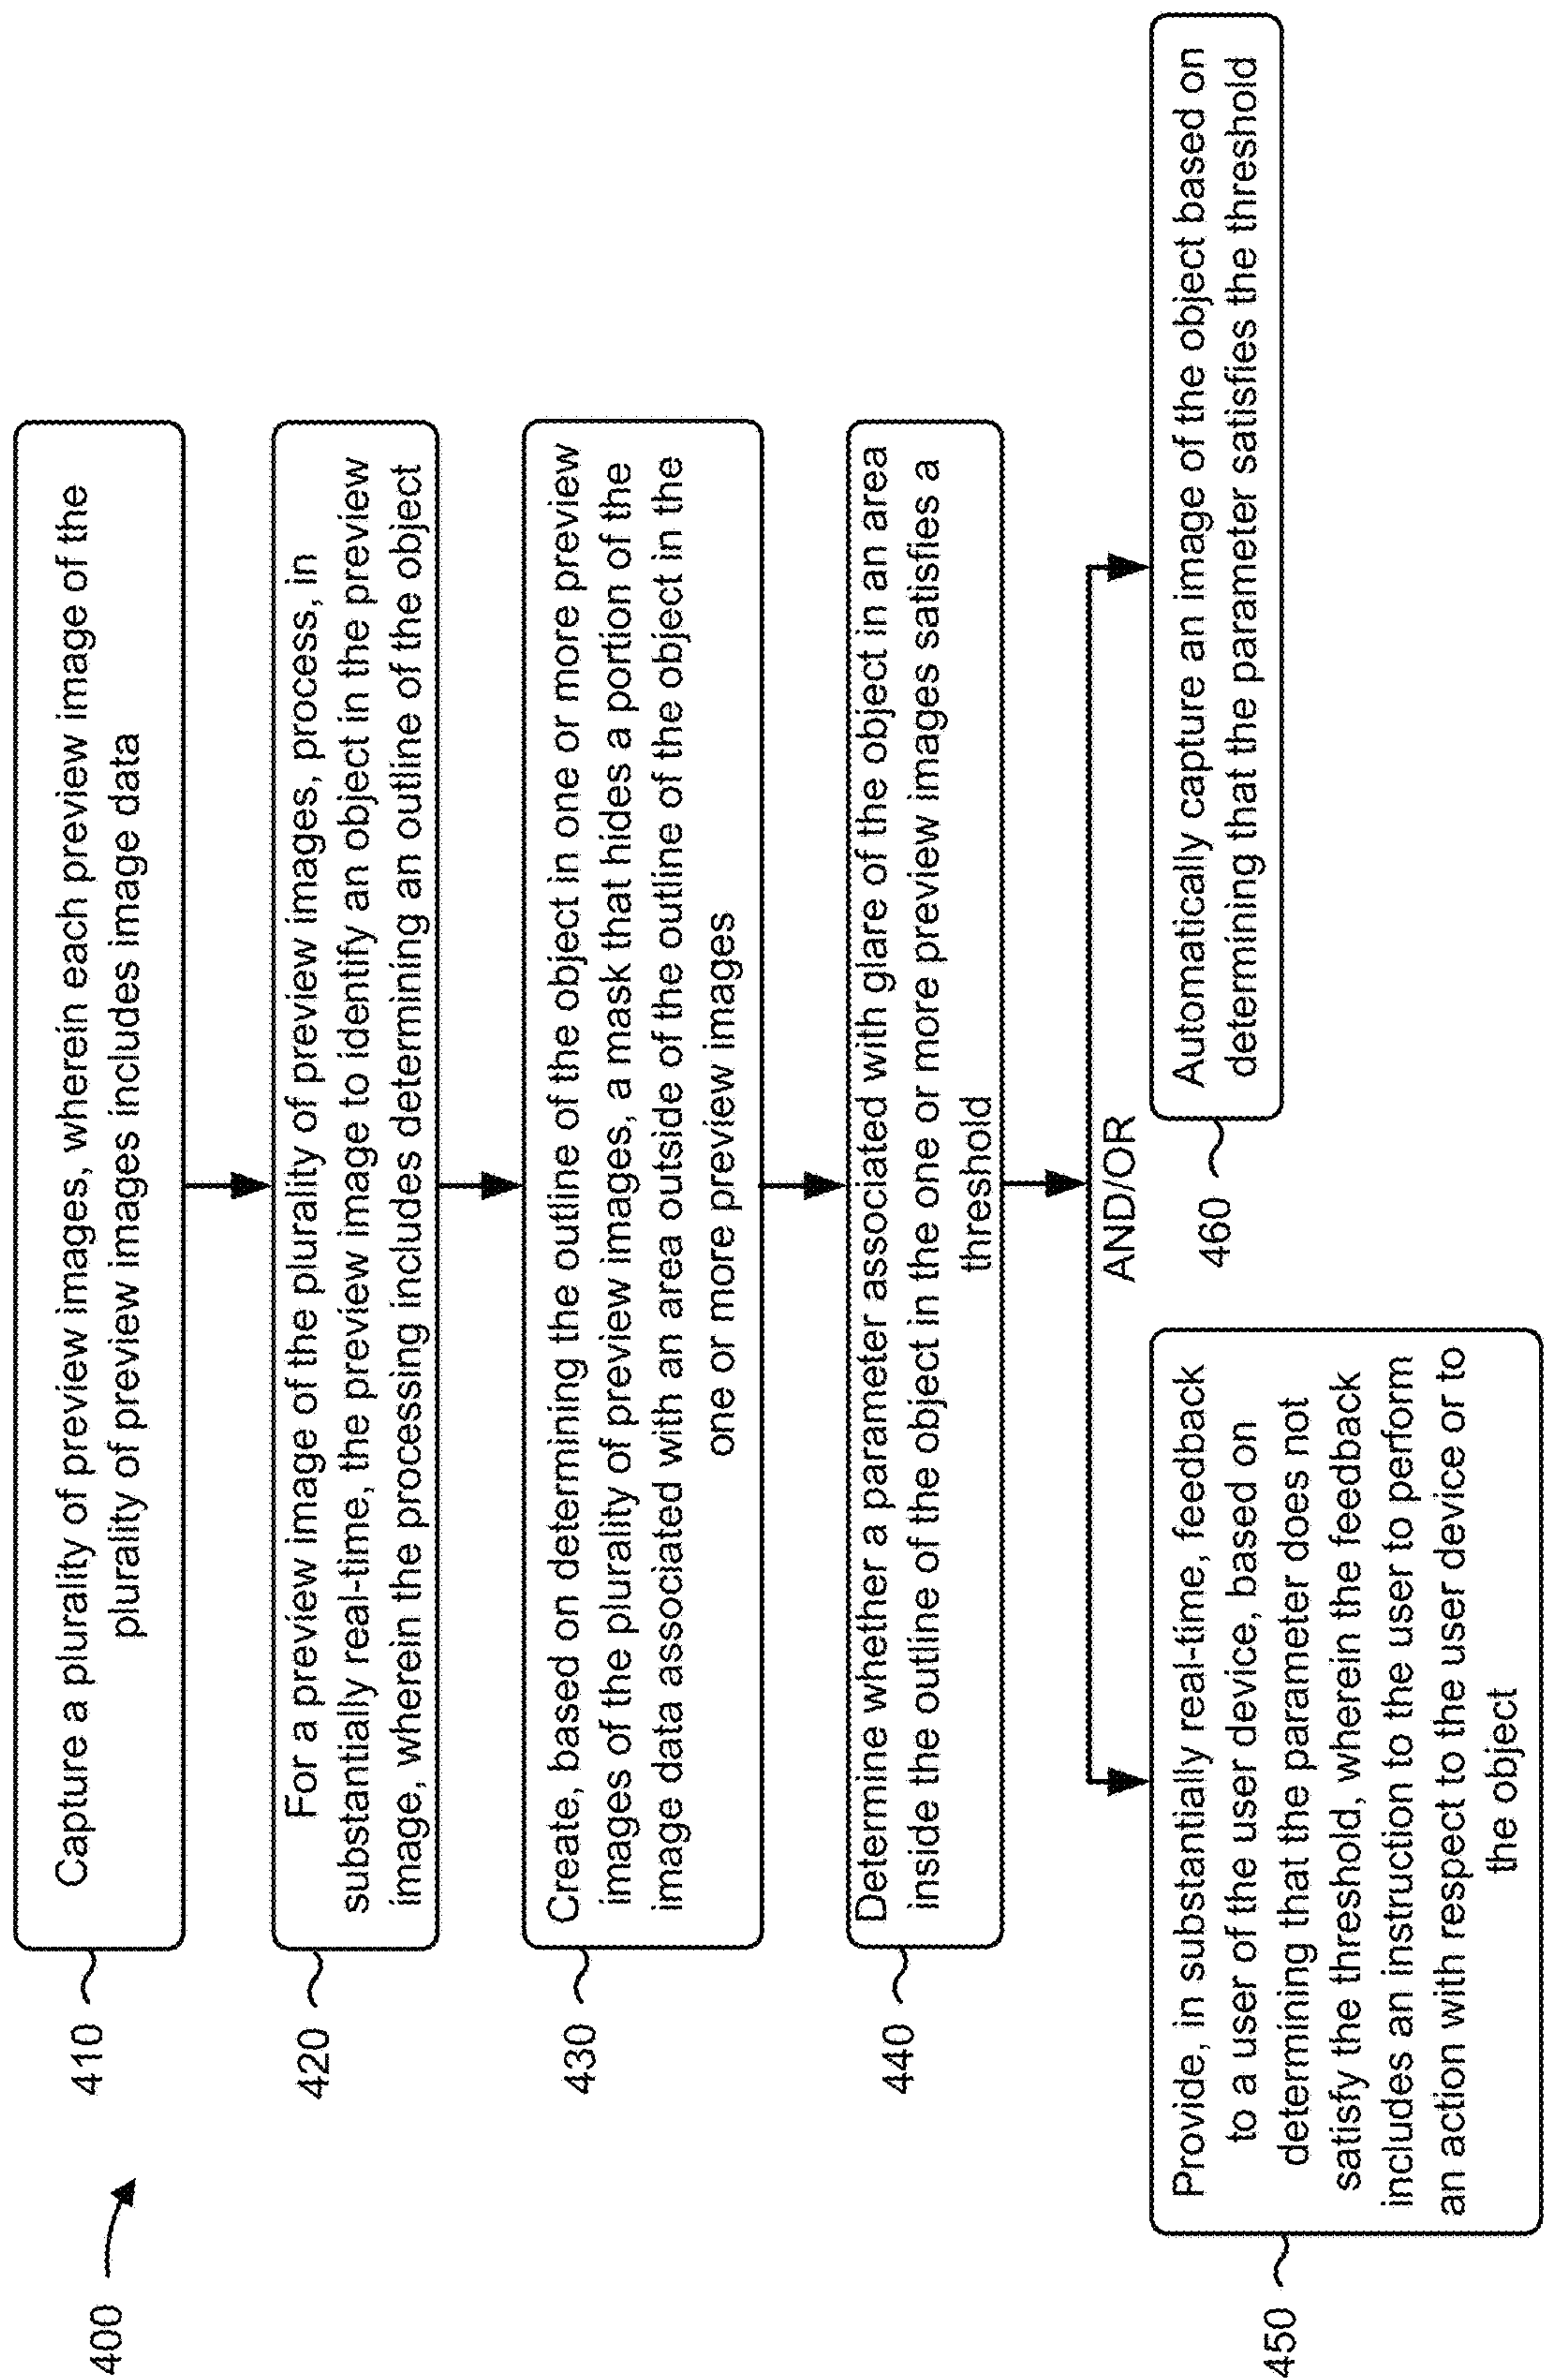 400
410
Capture a plurality of preview images, wherein each preview image of the
plurality of preview images includes image data
420
For a preview image of the plurality of preview images, process, in
substantially real-time, the preview image to identify an object in the preview
image, wherein the processing includes determining an outline of the object
430
Create, based on determining the outline of the object in one or more preview
images of the plurality of preview images, a mask that hides a portion of the
image data associated with an area outside of the outline of the object in the
one or more preview images
440
Determine whether a parameter associated with glare of the object in an area
inside the outline of the object in the one or more preview images satisfies a
threshold
AND/OR
450
Provide, in substantially real-time, feedback
to a user of the user device, based on
determining that the parameter does not
satisfy the threshold, wherein the feedback
includes an instruction to the user to perform
an action with respect to the user device or to
the object
460
Automatically capture an image of the object based on
determining that the parameter satisfies the threshold